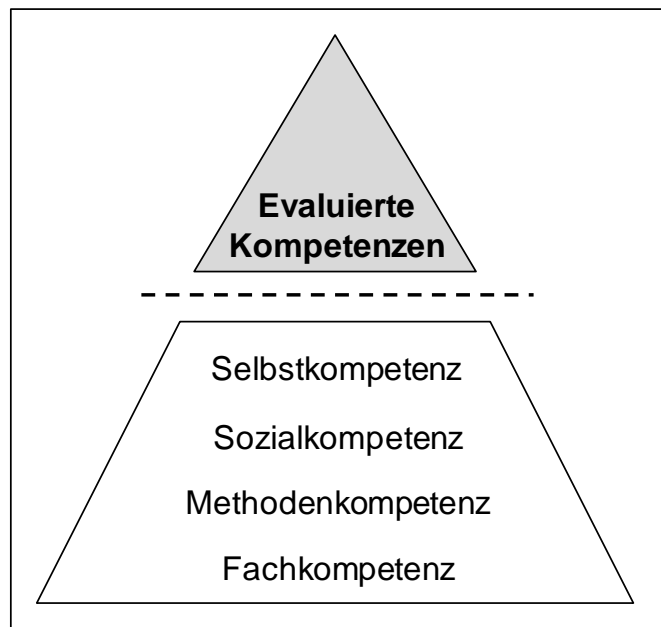 Evaluierte
Kompetenzen
Selbstkompetenz
Sozialkompetenz
Methodenkompetenz
Fachkompetenz